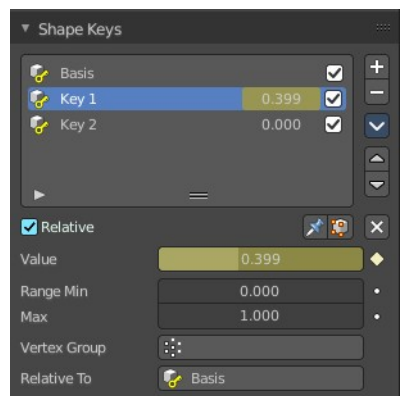 Shape Keys
Basis
Key 1 0.399
Key 2 0.000
Relative
Value 0.399
Range Min 0.000
Max 1.000
Vertex Group
Relative To Basis